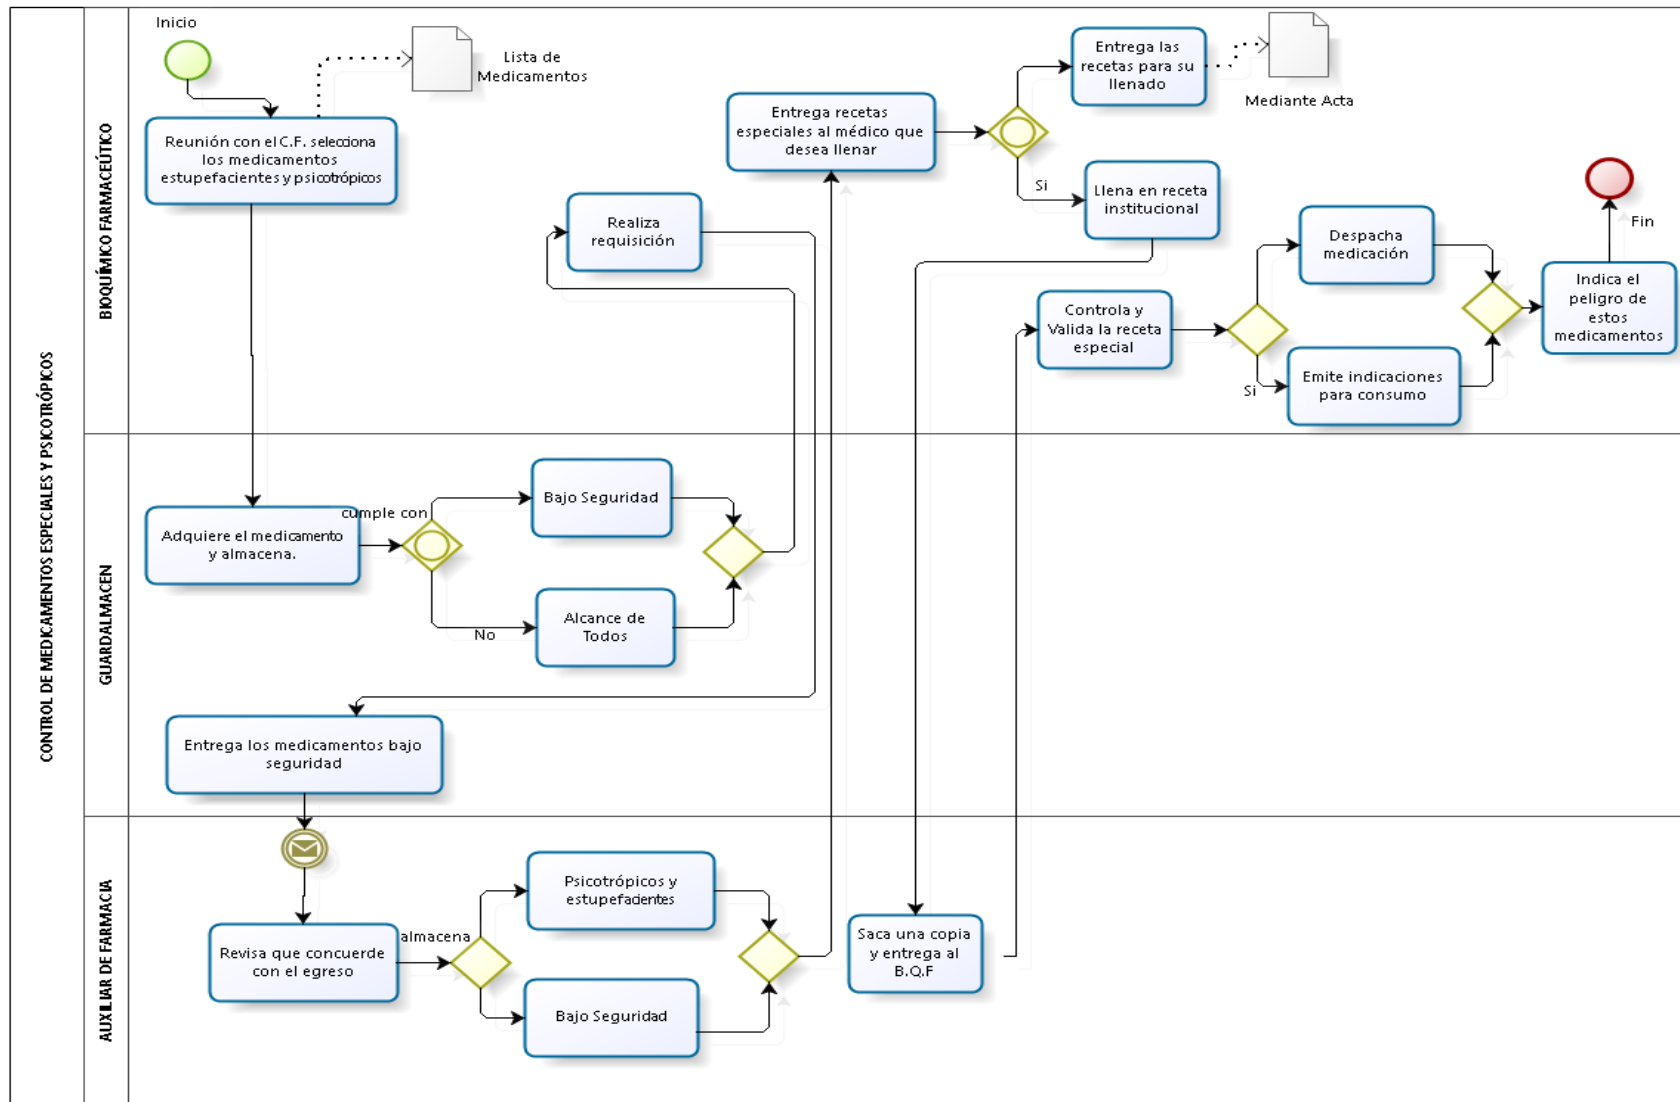 CONTROL DE MEDICAMENTOS ESPECIALES Y PSICOTRÓPICOS
BIOQUÍMICO FARMACEÚTICO
Inicio
Lista de
Medicamentos
Reunión con el C.F. selecciona
los medicamentos
estupefacientes y psicotrópicos
Realiza
requisición
Entrega recetas
especiales al médico que
desea llenar
Entrega las
recetas para su
llenado
Mediante Acta
Si
Llena en receta
institucional
Controla y
Valida la receta
especial
Despacha
medicación
Si
Emite indicaciones
para consumo
Indica el
peligro de
estos
medicamentos
Fin
GUARDALMACEN
Adquiere el medicamento
y almacena.
cumple con
Bajo Seguridad
No
Alcance de
Todos
Entrega los medicamentos bajo
seguridad
AUXILIAR DE FARMACIA
Revisa que concuerde
con el egreso
almacena
Psicotrópicos y
estupefacientes
Bajo Seguridad
Saca una copia
y entrega al
B.Q.F